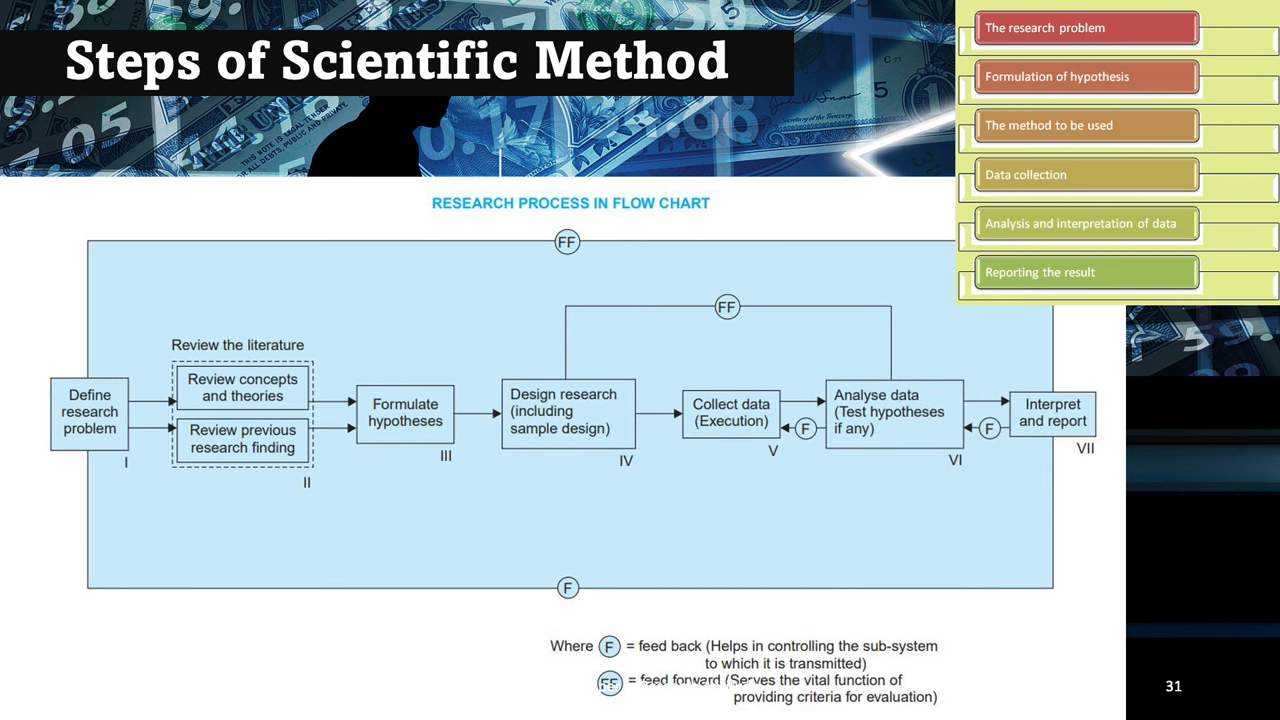 Steps of Scientific Method
The research problem
Formulation of hypothesis
The method to be used
Data collection
Analysis and interpretation of data
Reporting the result
RESEARCH PROCESS IN FLOW CHART
FF
FF
Review the literature
Define
research
problem
I
Review concepts
and theories
Review previous
research finding
II
Formulate
hypotheses
III
Design research
(including
sample design)
IV
Collect data
(Execution)
V
F
Analyse data
(Test hypotheses
if any)
VI
F
Interpret
and report
VII
F
Where F = feed back (Helps in controlling the sub-system
to which it is transmitted)
FF = feed forward (Serves the vital function of
providing criteria for evaluation)
31